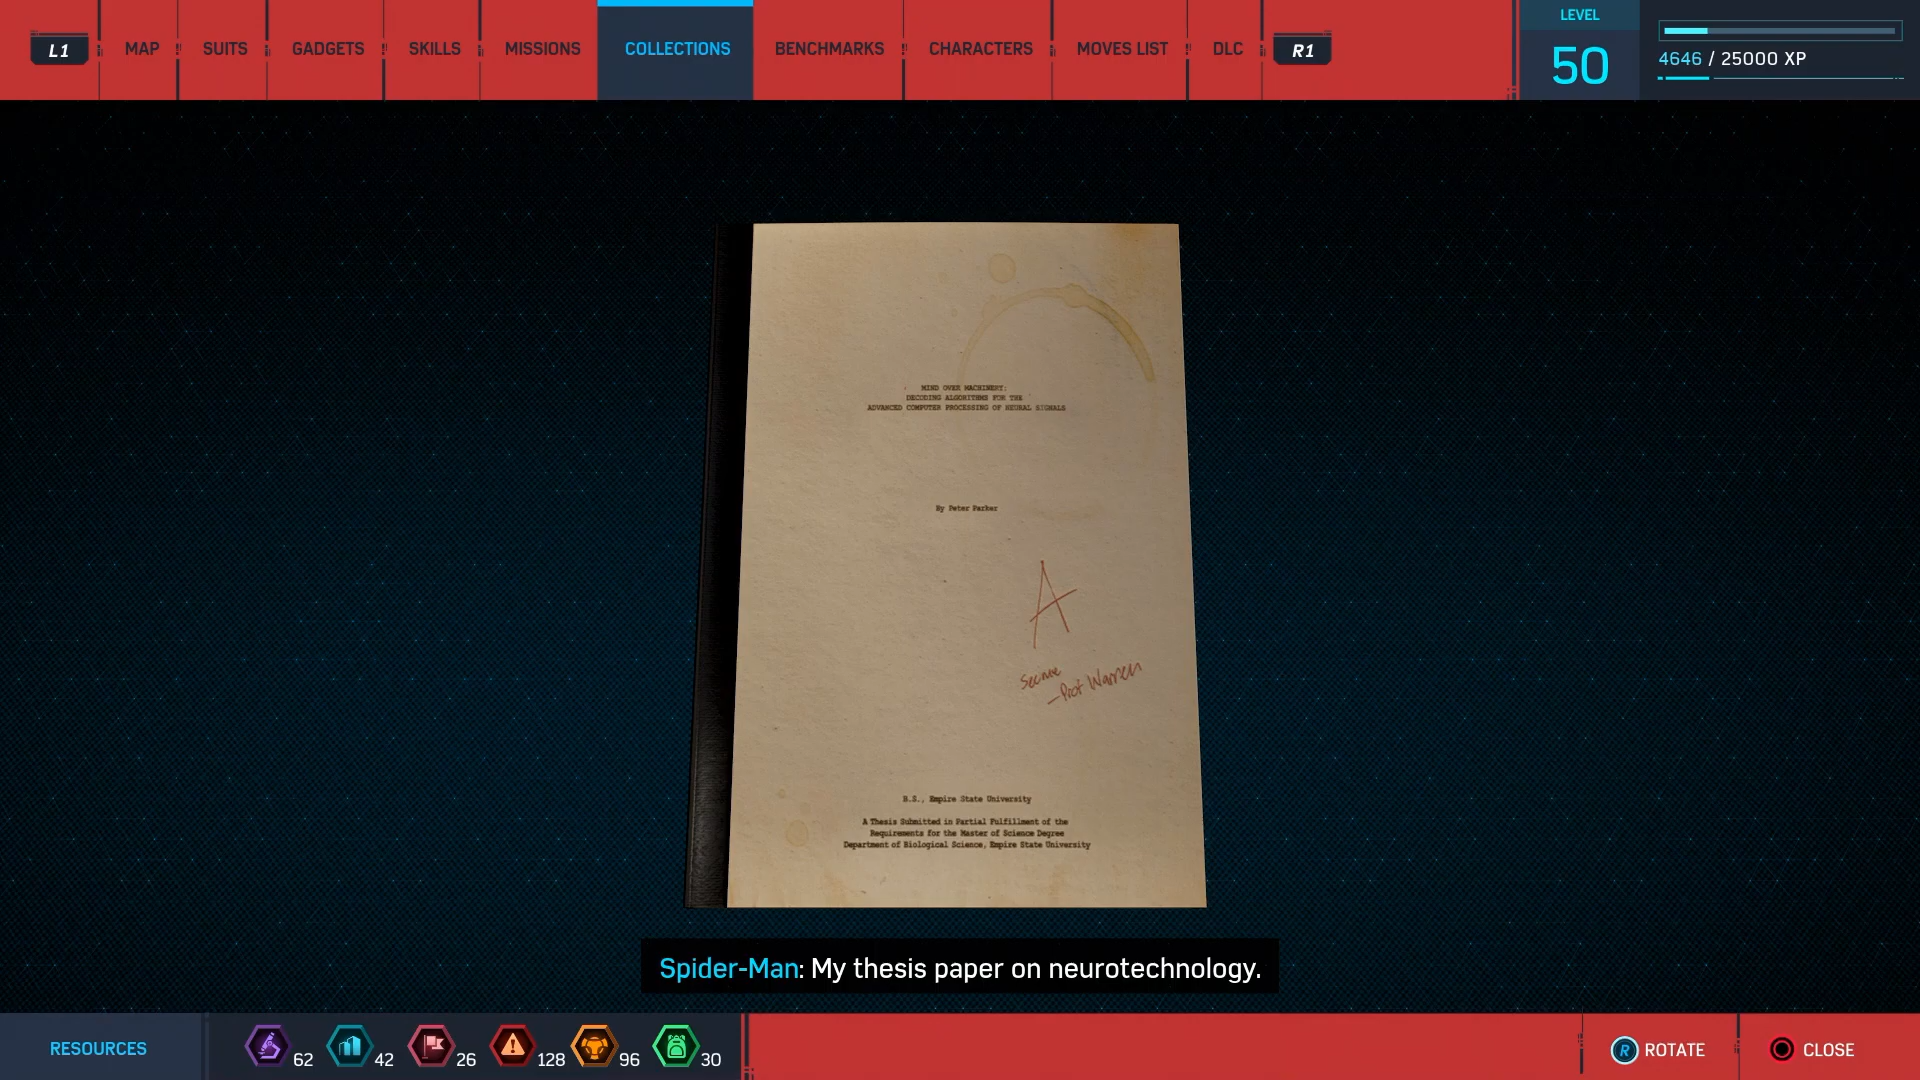 L1 MAP SUITS GADGETS SKILLS MISSIONS COLLECTIONS BENCHMARKS CHARACTERS MOVES LIST DLC R1
LEVEL
50
4646 / 25000 XP
MIND OVER MACHINERY:
DECODING ALGORITHMS FOR THE
ADVANCED COMPUTER PROCESSING OF NEURAL SIGNALS
By Peter Parker
A
See me
-Prof Warren
B.S., Empire State University
A Thesis Submitted in Partial Fulfillment of the
Requirements for the Master of Science Degree
Department of Biological Science, Empire State University
Spider-Man: My thesis paper on neurotechnology.
RESOURCES 62 42 26 128 96 30 R ROTATE CLOSE